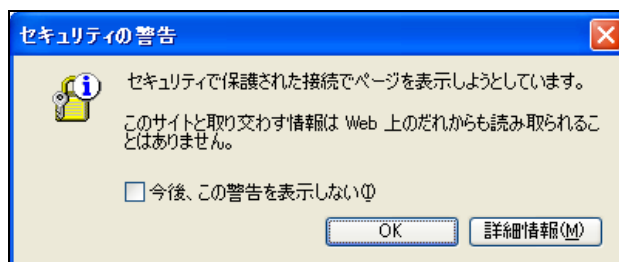 セキュリティの警告
セキュリティで保護された接続でページを表示しようとしています。
このサイトと取り交わす情報は Web 上のだれからも読み取られるこ
とはありません。
今後、この警告を表示しない(I)
OK
詳細情報(M)